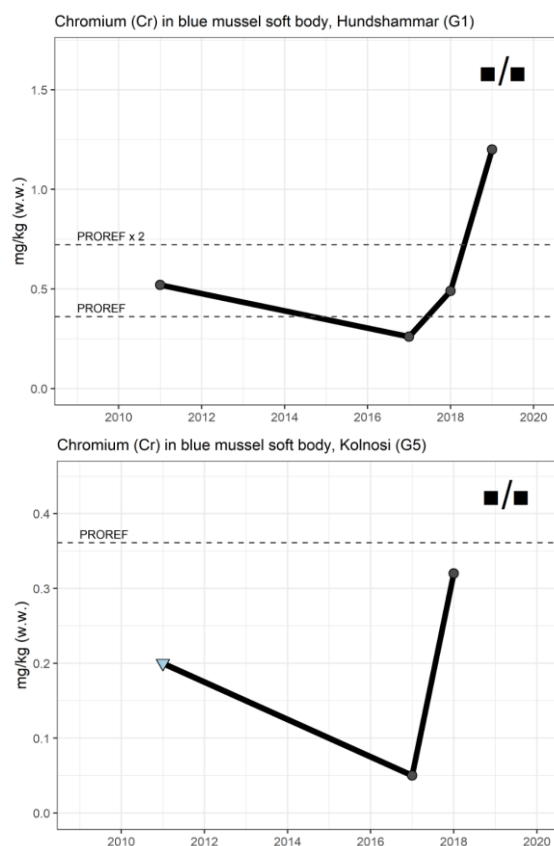 Chromium (Cr) in blue mussel soft body, Hundshammar (G1)
■/■
1.5
1.0
PROREF x 2
0.5
PROREF
0.0
mg/kg (w.w.)
2010 2012 2014 2016 2018 2020
Chromium (Cr) in blue mussel soft body, Kolnosi (G5)
■/■
0.4
PROREF
0.3
0.2
0.1
0.0
mg/kg (w.w.)
2010 2012 2014 2016 2018 2020